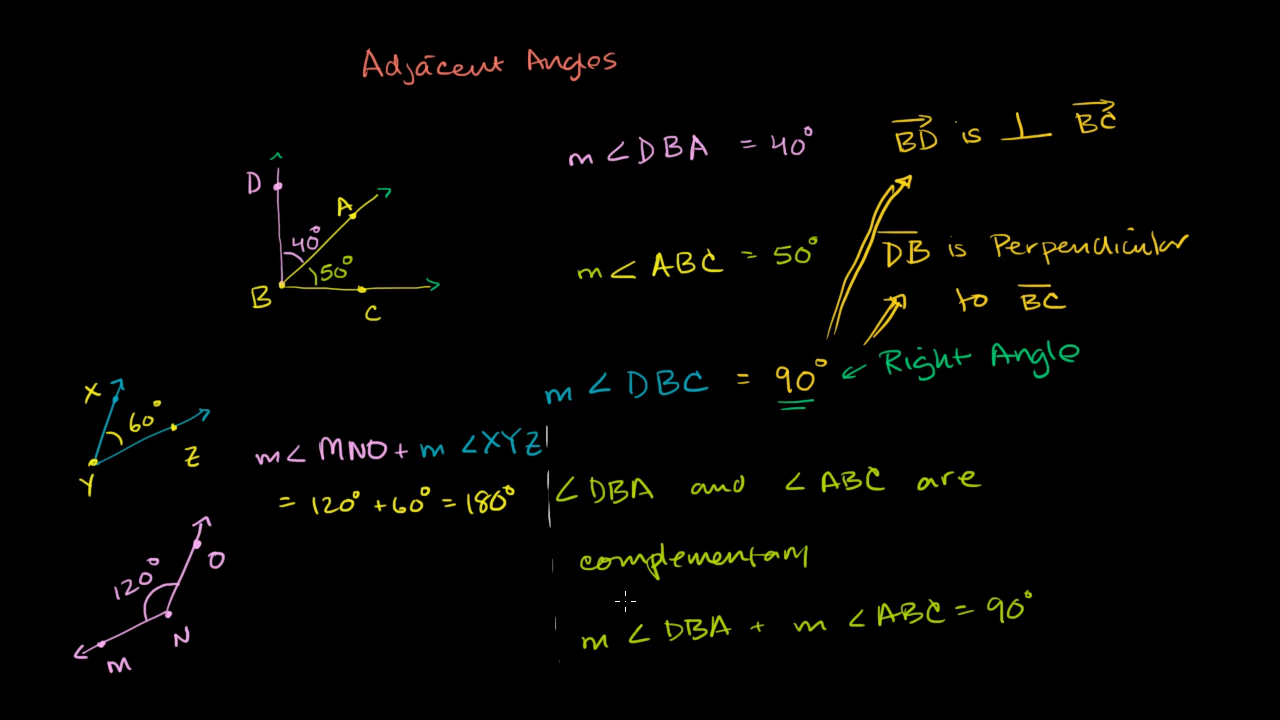 Adjacent Angles
D
A
40°
50°
B
C
m∠DBA = 40°
m∠ABC = 50°
m∠DBC = 90°
Right Angle
BD is ⊥ BC
DB is Perpendicular
to BC
X
60°
Y
Z
m∠MNO + m∠XYZ
= 120° + 60° = 180°
O
120°
N
M
∠DBA and ∠ABC are
complementary
m∠DBA + m∠ABC = 90°